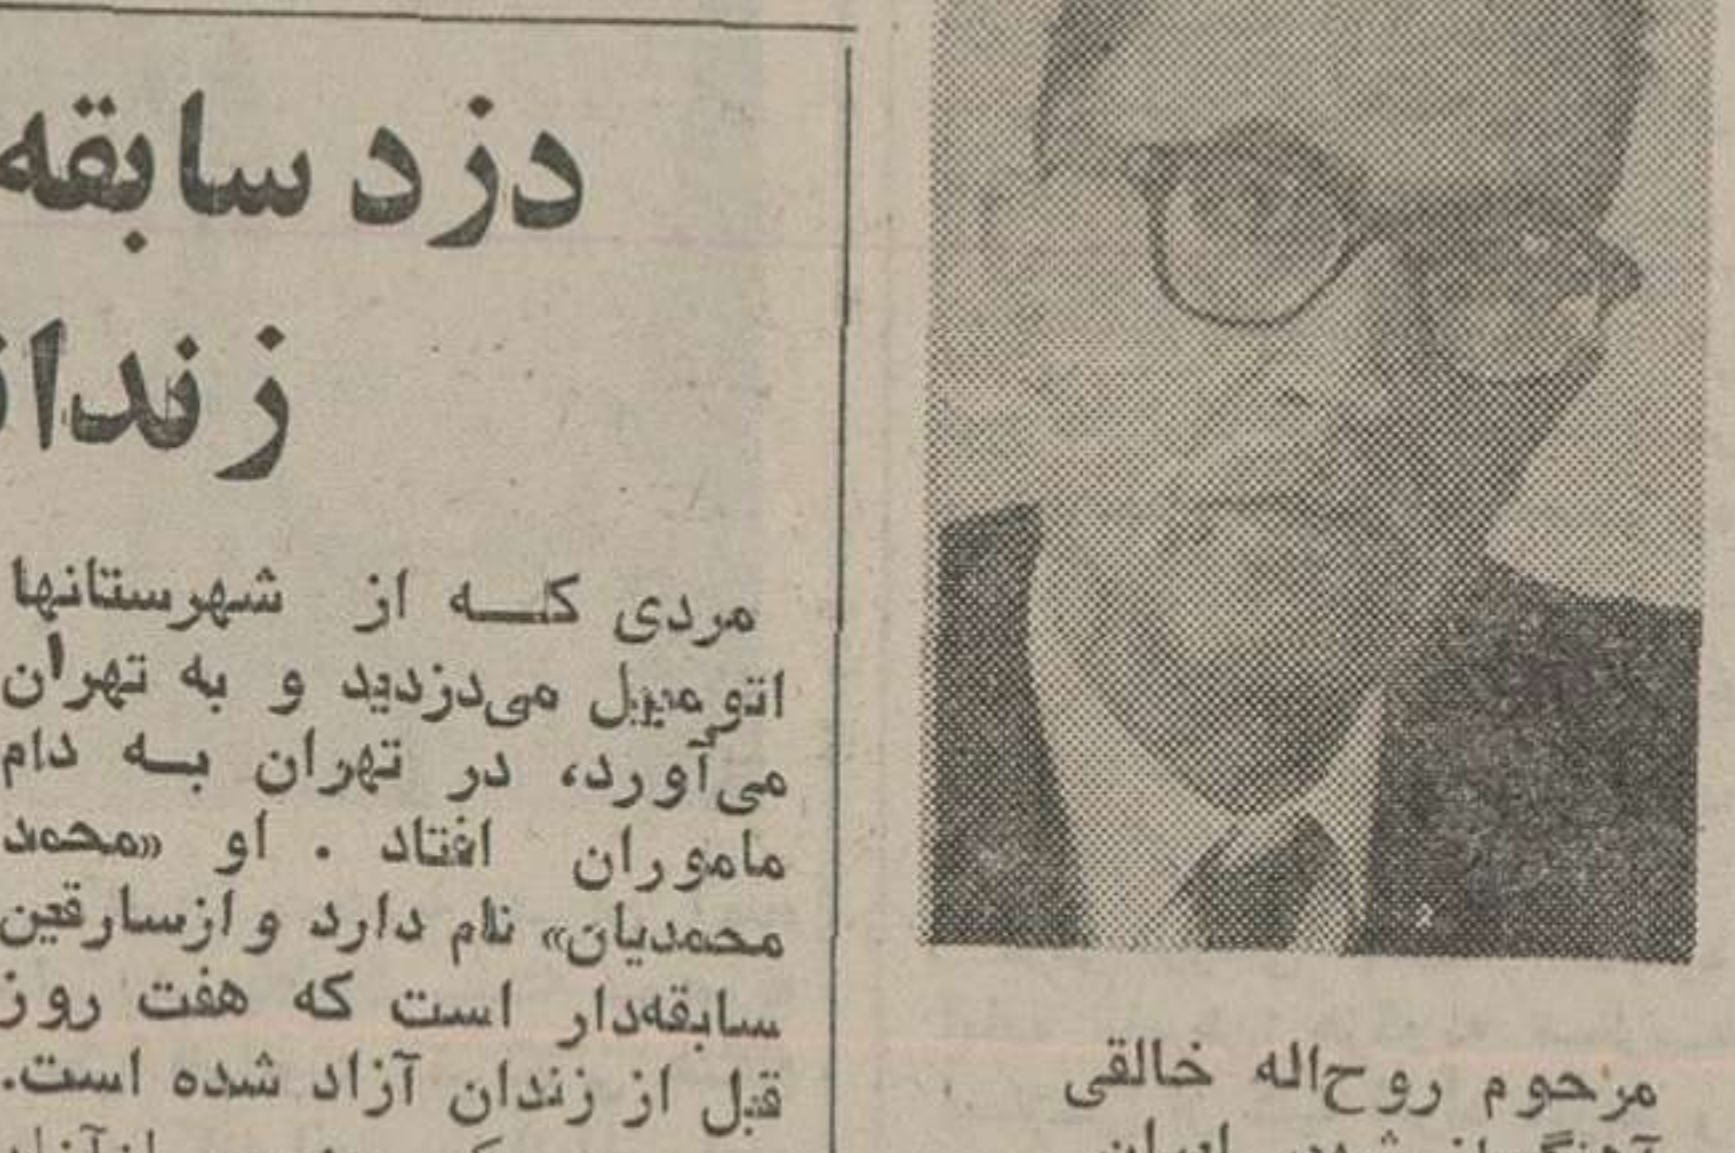 دزد سابقه
مردی کــه از شهرستانها
اتومبیل می‌دزدید و به تهران
می‌آورد، در تهران بــه دام
ماموران افتاد . او «محمد
محمدیان» نام دارد و ازسارقین
سابقه‌دار است که هفت روز
قبل از زندان آزاد شده است.
مرحوم روح‌اله خالقی